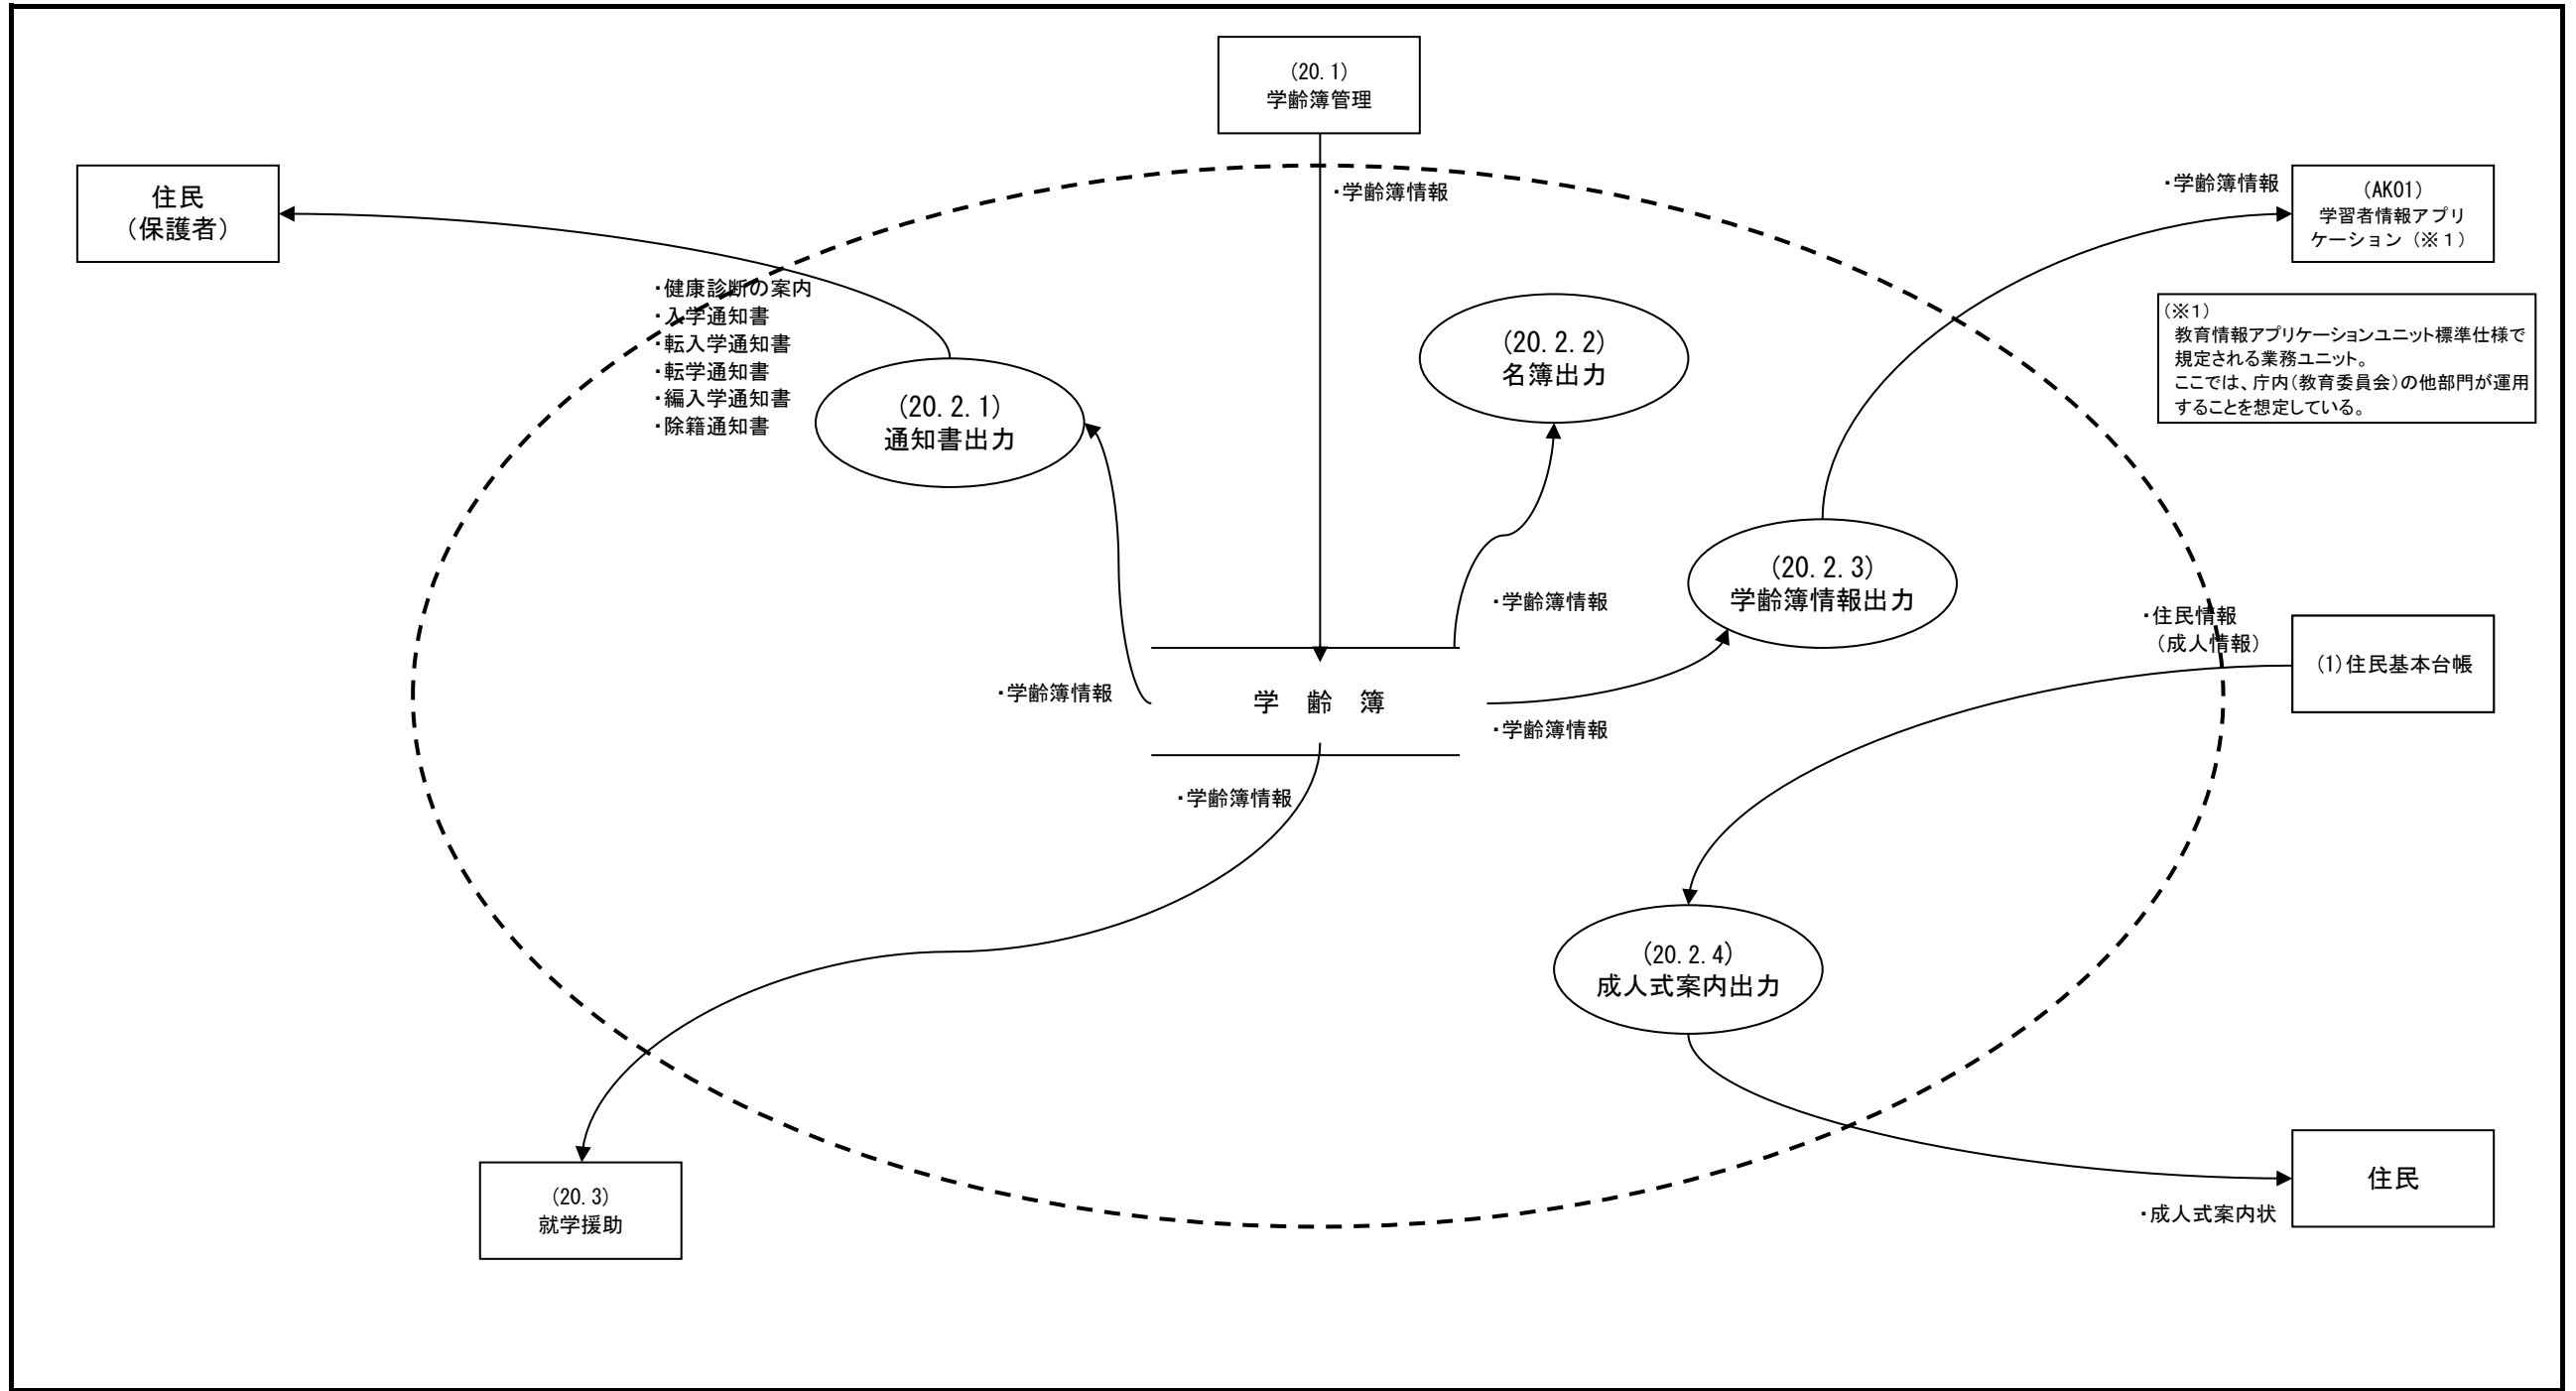 (20.1)
学齢簿管理
住民
（保護者）
・学齢簿情報
・学齢簿情報
(AK01)
学習者情報アプリ
ケーション（※１）
・健康診断の案内
・入学通知書
・転入学通知書
・転学通知書
・編入学通知書
・除籍通知書
(20.2.1)
通知書出力
(20.2.2)
名簿出力
（※１）
教育情報アプリケーションユニット標準仕様で
規定される業務ユニット。
ここでは、庁内（教育委員会）の他部門が運用
することを想定している。
(20.2.3)
学齢簿情報出力
・学齢簿情報
・住民情報
（成人情報）
(1)住民基本台帳
・学齢簿情報
学　齢　簿
・学齢簿情報
・学齢簿情報
(20.2.4)
成人式案内出力
住民
・成人式案内状
(20.3)
就学援助